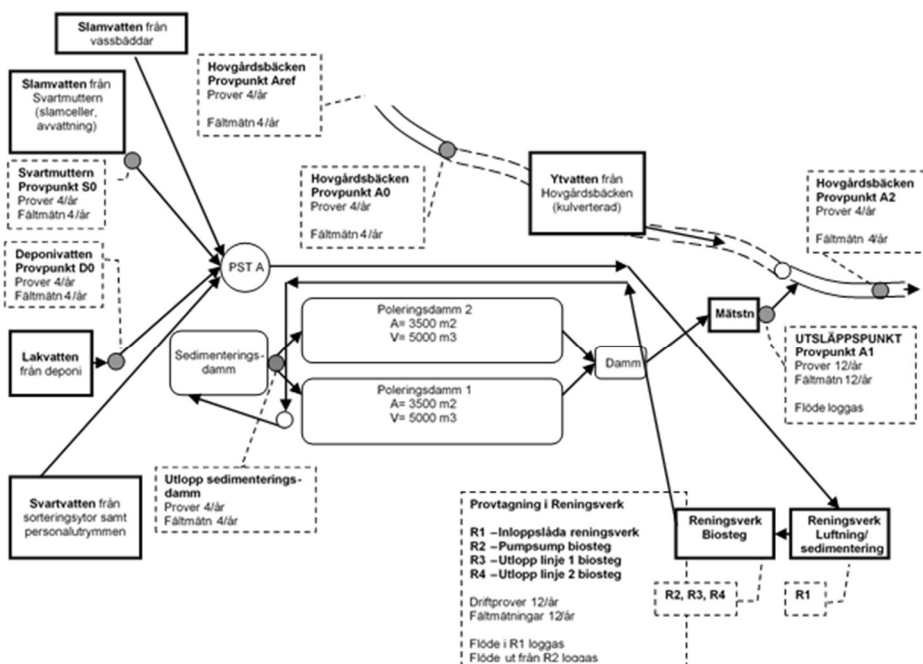 Slamvatten från
vassbäddar
Slamvatten från
Svartmuttern
(slamceller,
avvattning)
Svartmuttern
Provpunkt S0
Prover 4/år
Fältmätn 4/år
Deponivatten
Provpunkt D0
Prover 4/år
Fältmätn 4/år
Lakvatten
från deponi
Svartvatten från
sorteringsytor samt
personalutrymmen
PST A
Hovgårdsbäcken
Provpunkt Aref
Prover 4/år
Fältmätn 4/år
Hovgårdsbäcken
Provpunkt A0
Prover 4/år
Fältmätn 4/år
Ytvatten från
Hovgårdsbäcken
(kulverterad)
Hovgårdsbäcken
Provpunkt A2
Prover 4/år
Fältmätn 4/år
Sedimenterings-
damm
Poleringsdamm 2
A= 3500 m2
V= 5000 m3
Poleringsdamm 1
A= 3500 m2
V= 5000 m3
Damm
Mätstn
UTSLÄPPSPUNKT
Provpunkt A1
Prover 12/år
Fältmätn 12/år
Flöde loggas
Utlopp sedimenterings-
damm
Prover 4/år
Fältmätn 4/år
Provtagning i Reningsverk
R1 –Inloppslåda reningsverk
R2 –Pumpsump biosteg
R3 –Utlopp linje 1 biosteg
R4 –Utlopp linje 2 biosteg
Driftprover 12/år
Fältmätningar 12/år
Flöde i R1 loggas
Flöde ut från R2 loggas
Reningsverk
Biosteg
Reningsverk
Luftning/
sedimentering
R2, R3, R4
R1